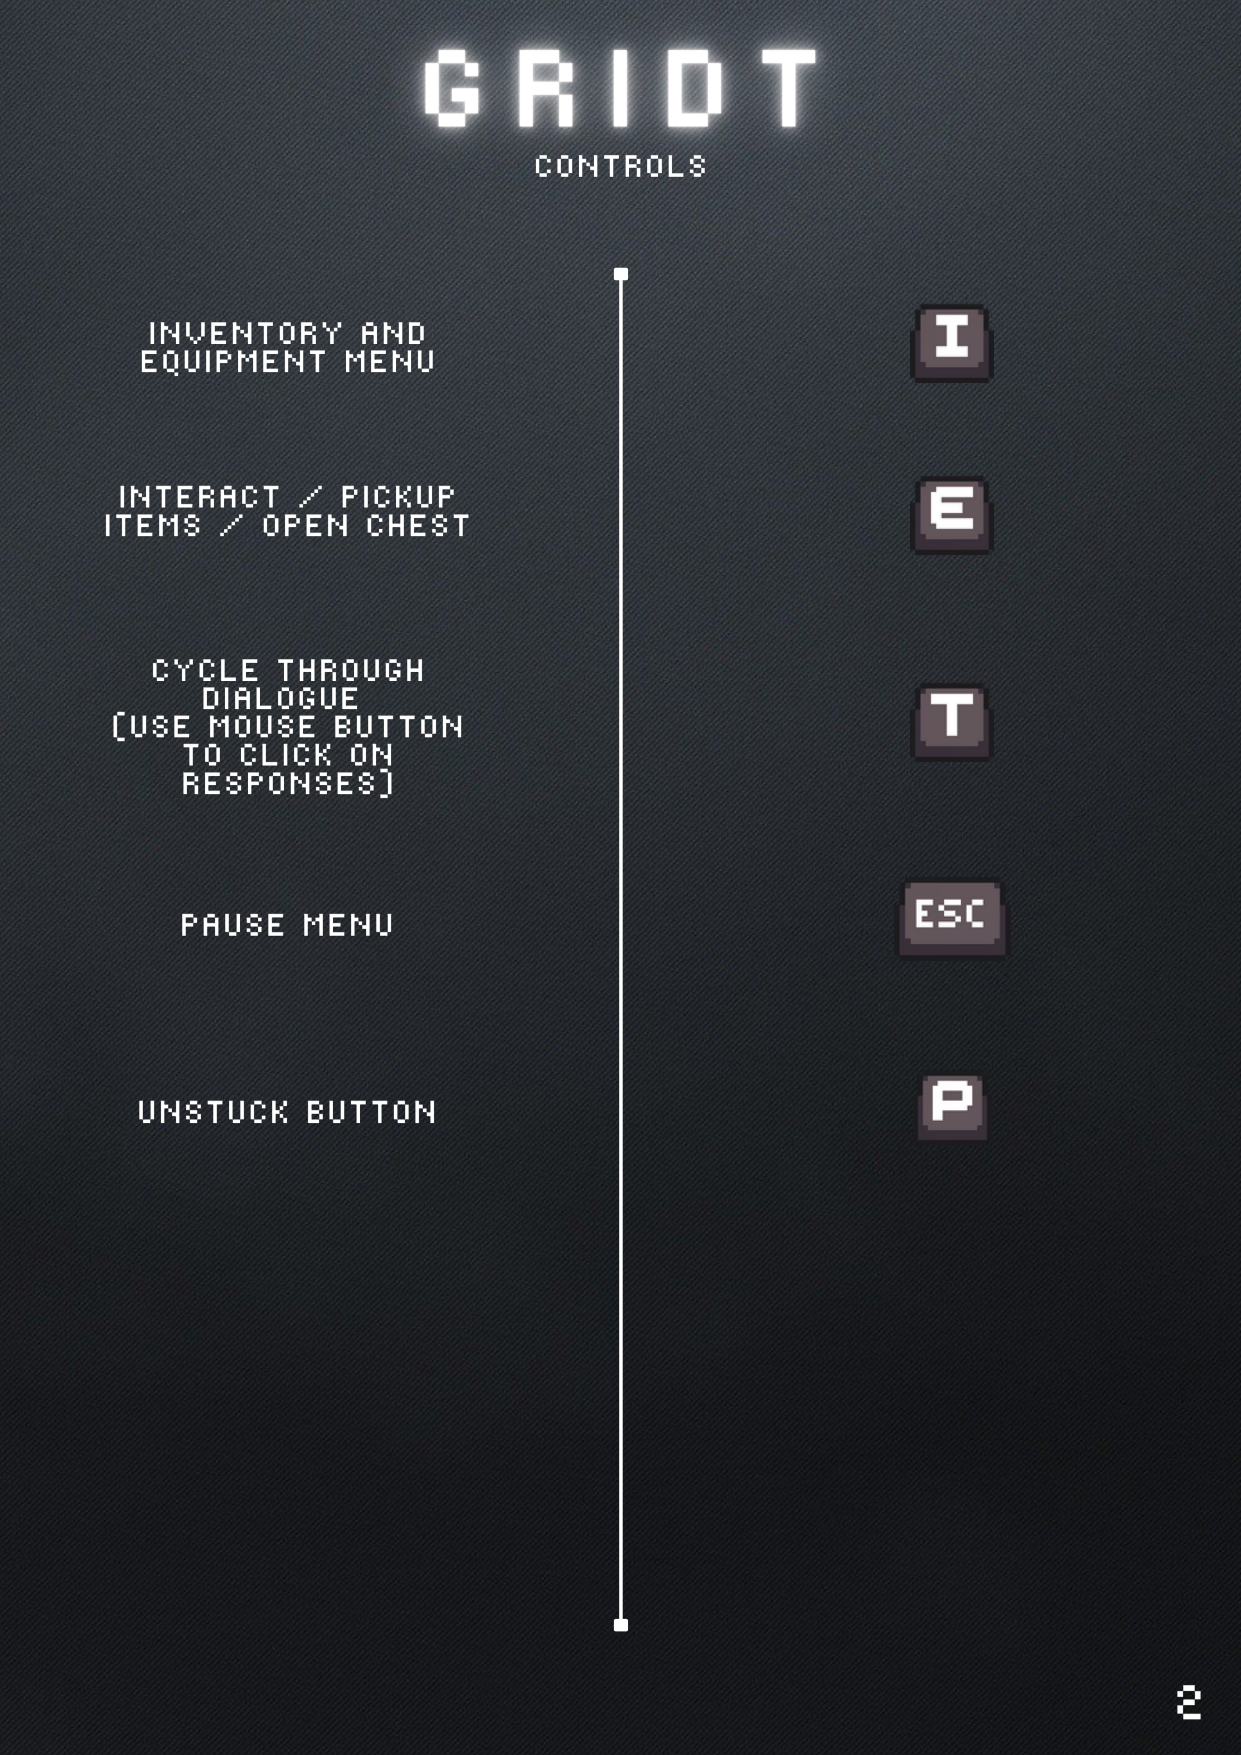 GRIDT
CONTROLS
INVENTORY AND
EQUIPMENT MENU
I
INTERACT / PICKUP
ITEMS / OPEN CHEST
E
CYCLE THROUGH
DIALOGUE
(USE MOUSE BUTTON
TO CLICK ON
RESPONSES)
T
PAUSE MENU
ESC
UNSTUCK BUTTON
P
2